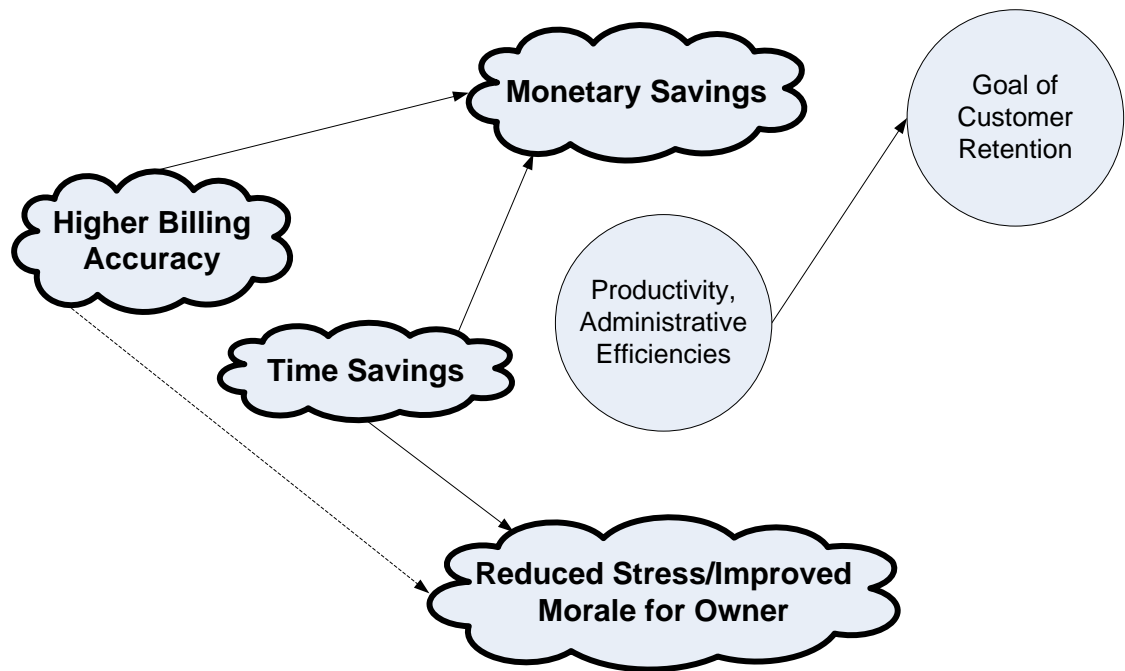 Monetary Savings
Goal of
Customer
Retention
Higher Billing
Accuracy
Productivity,
Administrative
Efficiencies
Time Savings
Reduced Stress/Improved
Morale for Owner